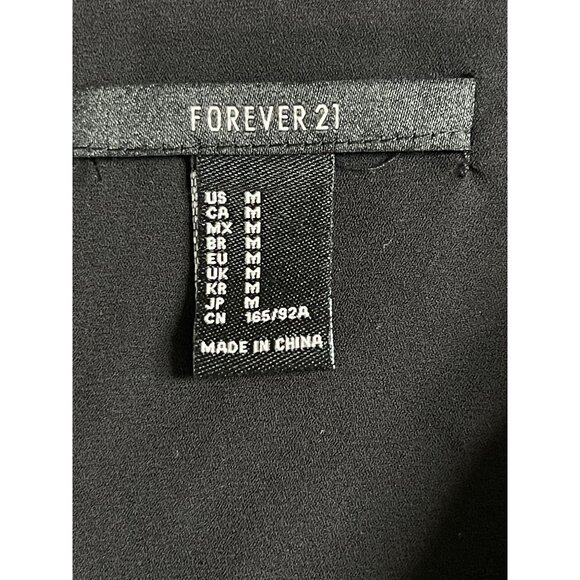 FOREVER 21
US M
CA M
MX M
BR M
EU M
UK M
KR M
JP M
CN 165/92A
MADE IN CHINA